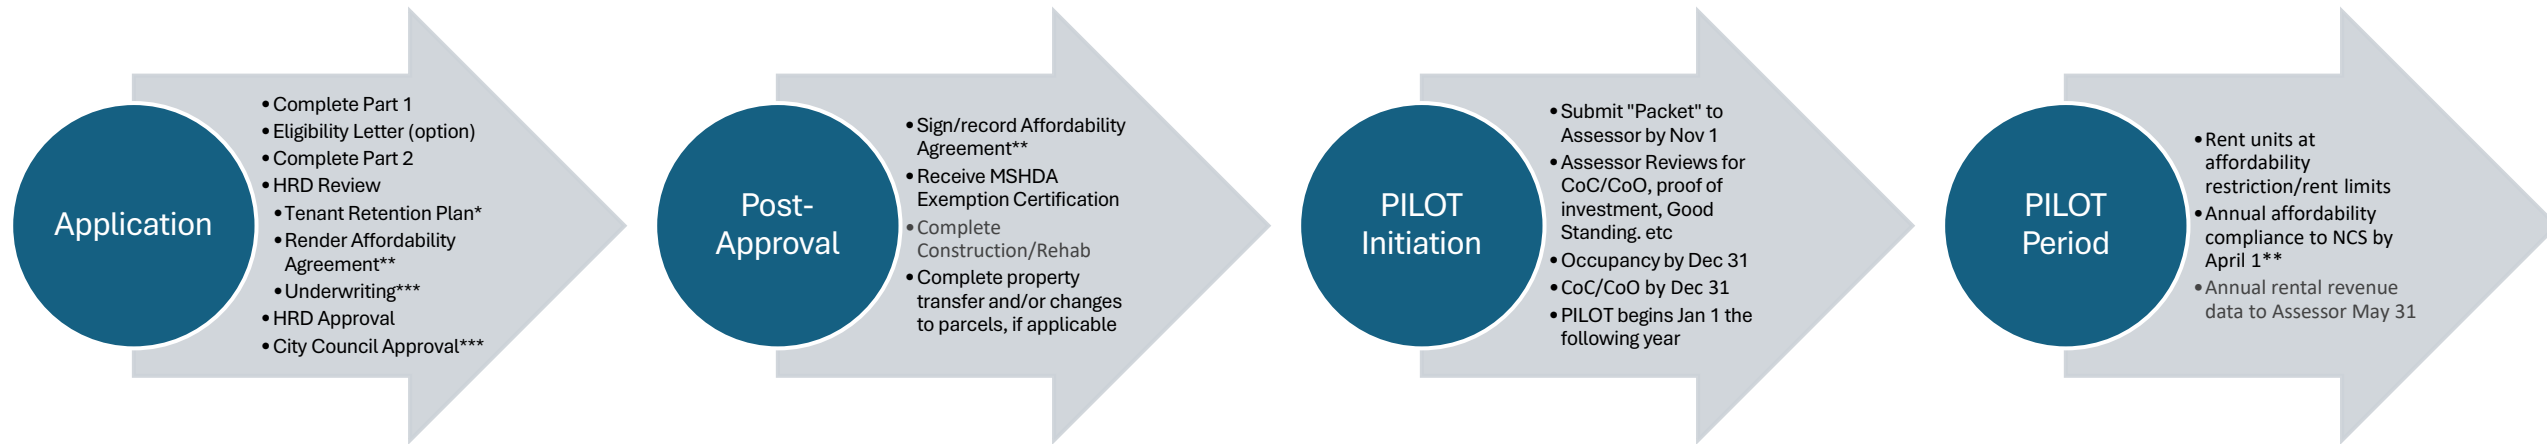 Application
• Complete Part 1
• Eligibility Letter (option)
• Complete Part 2
• HRD Review
• Tenant Retention Plan*
• Render Affordability
Agreement**
• Underwriting***
• HRD Approval
• City Council Approval***
Post-
Approval
• Sign/record Affordability
Agreement**
• Receive MSHDA
Exemption Certification
• Complete
Construction/Rehab
• Complete property
transfer and/or changes
to parcels, if applicable
PILOT
Initiation
• Submit "Packet" to
Assessor by Nov 1
• Assessor Reviews for
CoC/CoO, proof of
investment, Good
Standing. etc
• Occupancy by Dec 31
• CoC/CoO by Dec 31
• PILOT begins Jan 1 the
following year
PILOT
Period
• Rent units at
affordability
restriction/rent limits
• Annual affordability
compliance to NCS by
April 1**
• Annual rental revenue
data to Assessor May 31